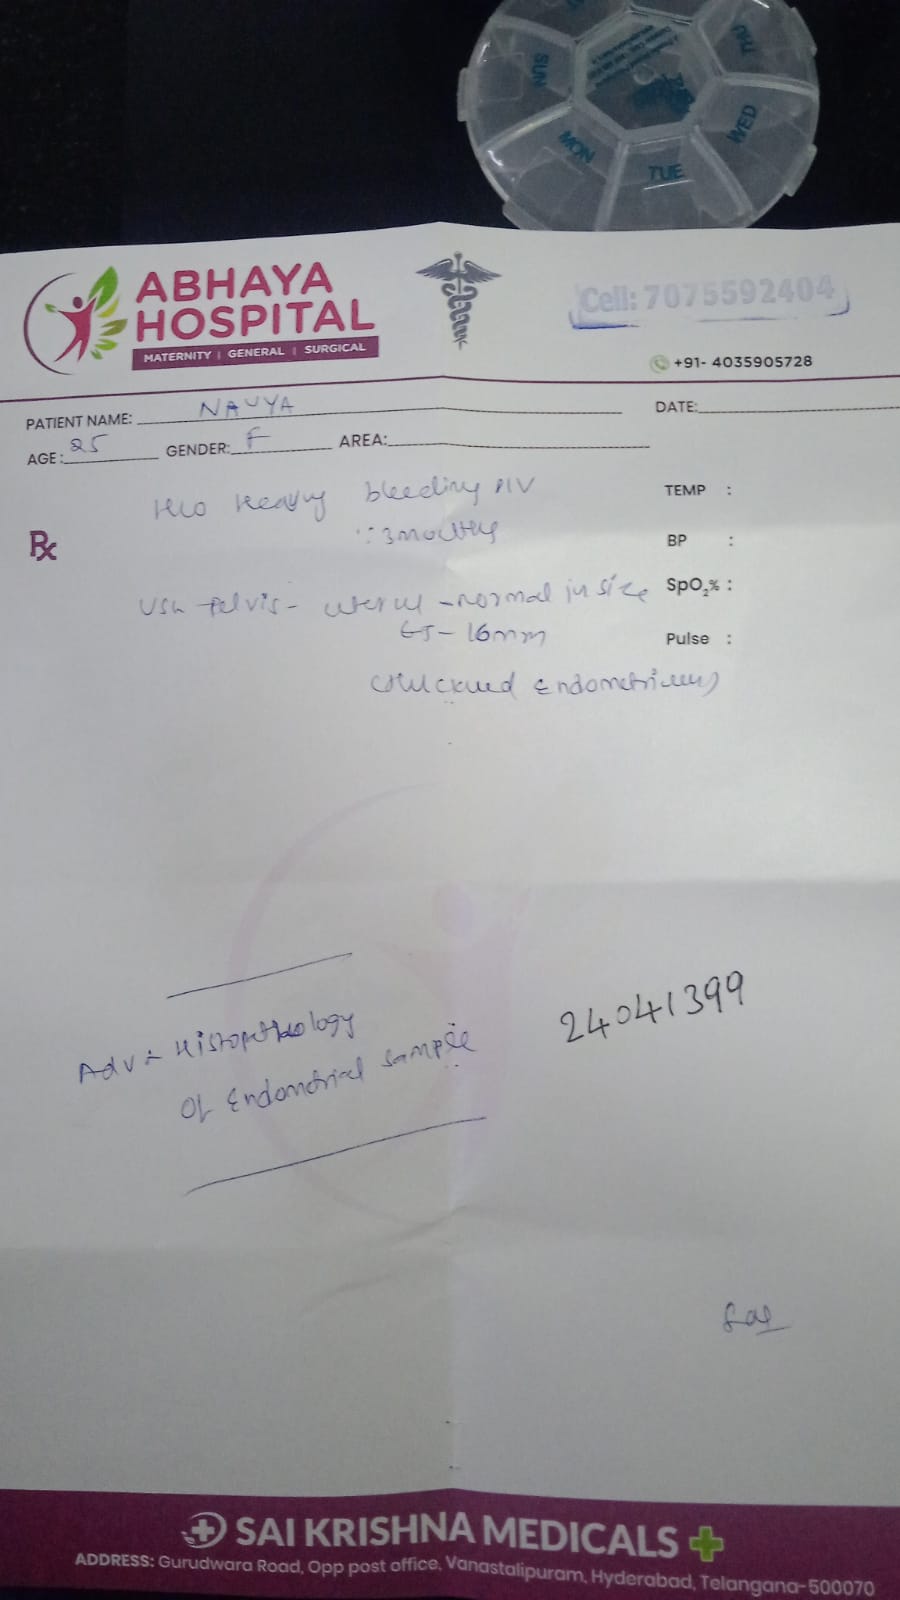 SUN
MON
TUE
WED
THU
ABHAYA
HOSPITAL
MATERNITY | GENERAL | SURGICAL
Cell: 7075592404
+91- 4035905728
PATIENT NAME: NAVYA
DATE:
AGE: 25 GENDER: F AREA:
H/o Heavy bleeding P/V
∵ 3 months
Rx
TEMP :
BP :
SpO₂% :
Pulse :
USG Pelvis - uterus - normal in size
ET - 16mm
(thickened Endometrium)
Adv :- Histopathology
of Endometrial sample
24041399
SAI KRISHNA MEDICALS
ADDRESS: Gurudwara Road, Opp post office, Vanastalipuram, Hyderabad, Telangana-500070